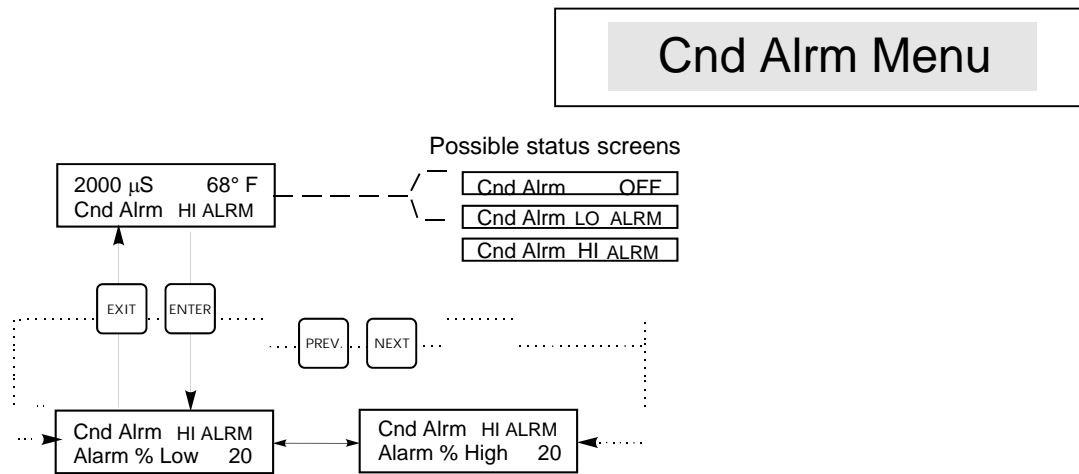 Cnd Alrm Menu
Possible status screens
2000 µS 68° F
Cnd Alrm HI ALRM
Cnd Alrm OFF
Cnd Alrm LO ALRM
Cnd Alrm HI ALRM
EXIT
ENTER
PREV.
NEXT
Cnd Alrm HI ALRM
Alarm % Low 20
Cnd Alrm HI ALRM
Alarm % High 20